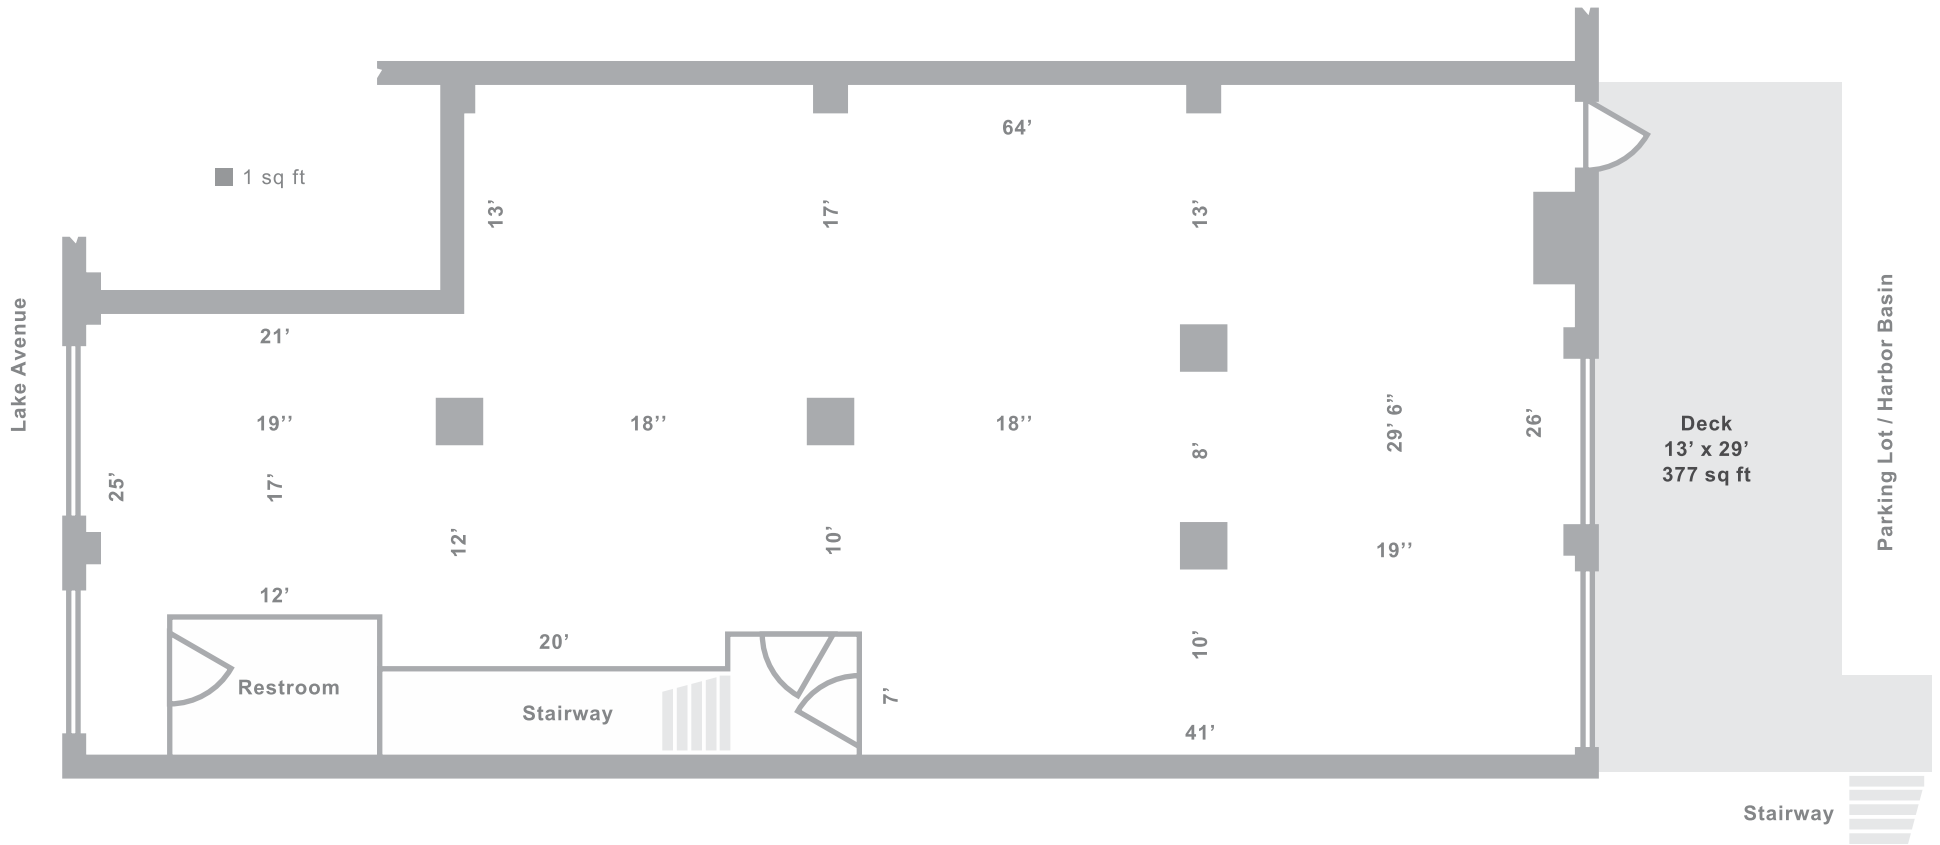 64’
1 sq ft
13’
17’
13’
Lake Avenue
21’
19’’
18’’
18’’
29’ 6”
26’
Deck
13’ x 29’
377 sq ft
Parking Lot / Harbor Basin
8’
25’
17’
12’
10’
19’’
12’
20’
10’
Restroom
7’
Stairway
41’
Stairway